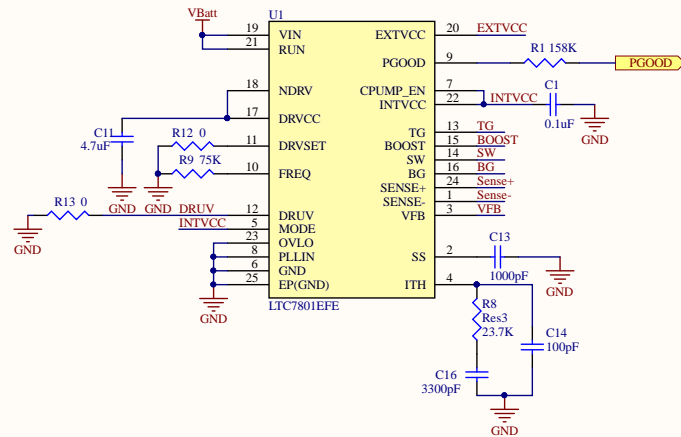 VBatt
U1
19 VIN EXTVCC 20 EXTVCC
21 RUN
PGOOD 9 R1 158K PGOOD
18 NDRV CPUMP_EN 7
INTVCC 22 INTVCC C1
0.1uF
GND
17 DRVCC
C11
4.7uF
GND
TG 13 TG
R12 0 11 DRVSET BOOST 15 BOOST
SW 14 SW
R9 75K 10 FREQ BG 16 BG
GND
SENSE+ 24 Sense+
SENSE- 1 Sense-
R13 0 DRUV 12 DRUV VFB 3 VFB
GND
INTVCC 5 MODE
23 OVLO
8 PLLIN SS 2 C13
1000pF
GND
6 GND
25 EP(GND) ITH 4
GND
LTC7801EFE
R8
Res3
23.7K
C14
100pF
C16
3300pF
GND